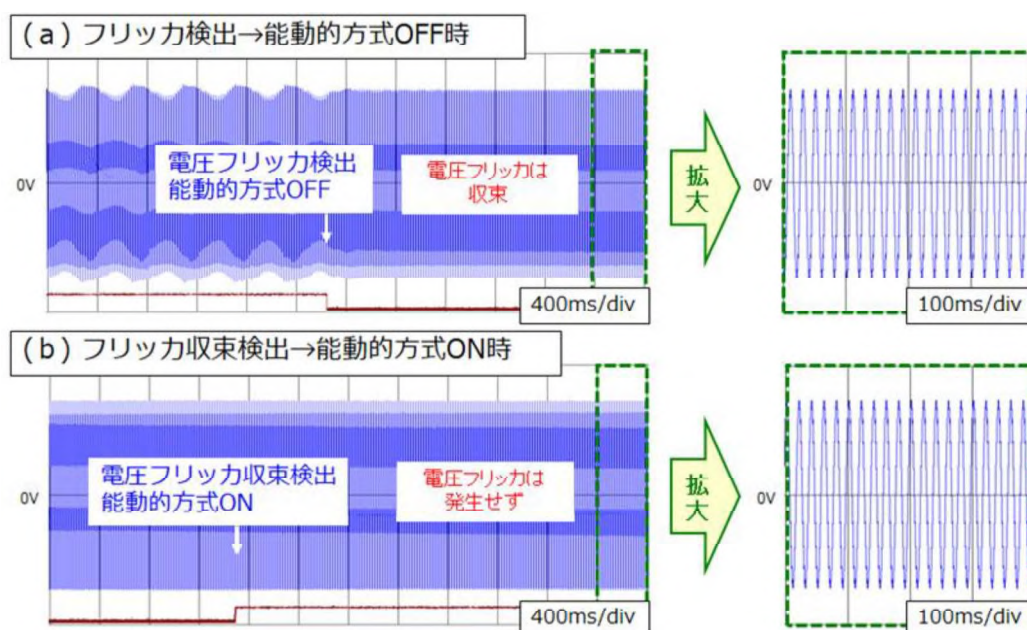 (a) フリッカ検出→能動的方式OFF時
電圧フリッカ検出
能動的方式OFF
電圧フリッカは
収束
0V
400ms/div
拡大
0V
100ms/div
(b) フリッカ収束検出→能動的方式ON時
電圧フリッカ収束検出
能動的方式ON
電圧フリッカは
発生せず
0V
400ms/div
拡大
0V
100ms/div